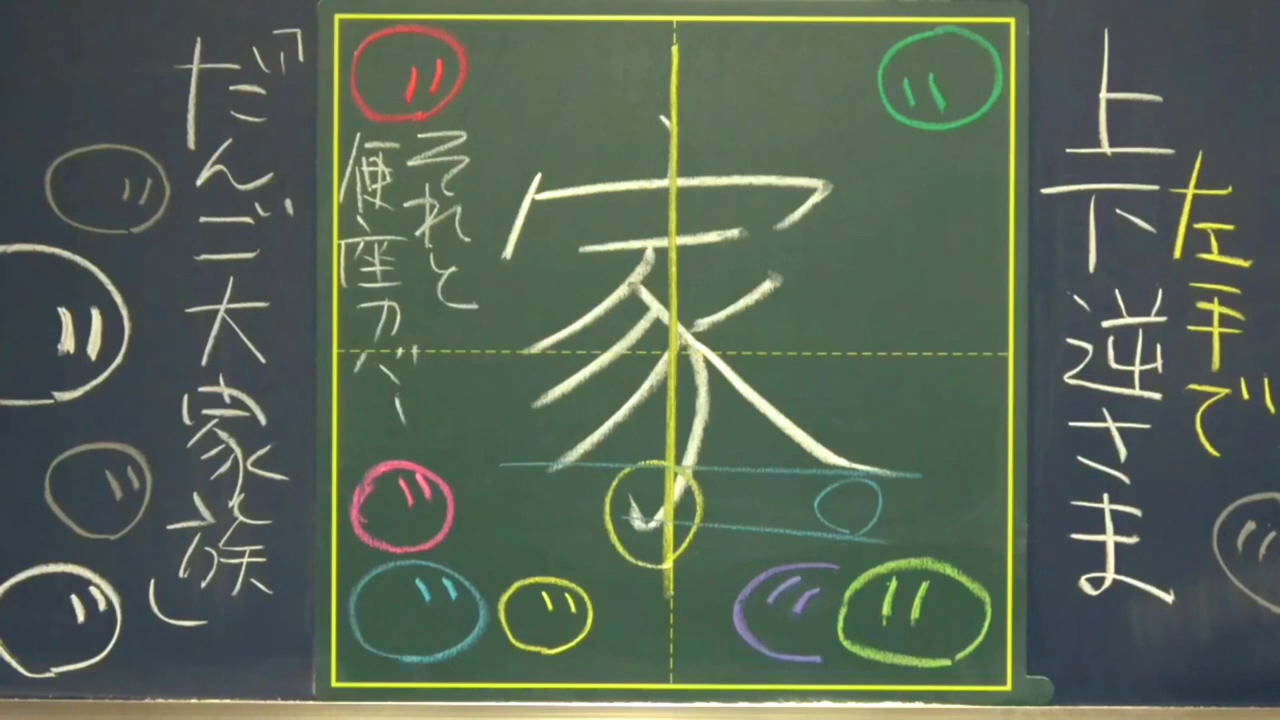 左手で
上下逆さま
家
それと
便座カバー
「だんご大家族」